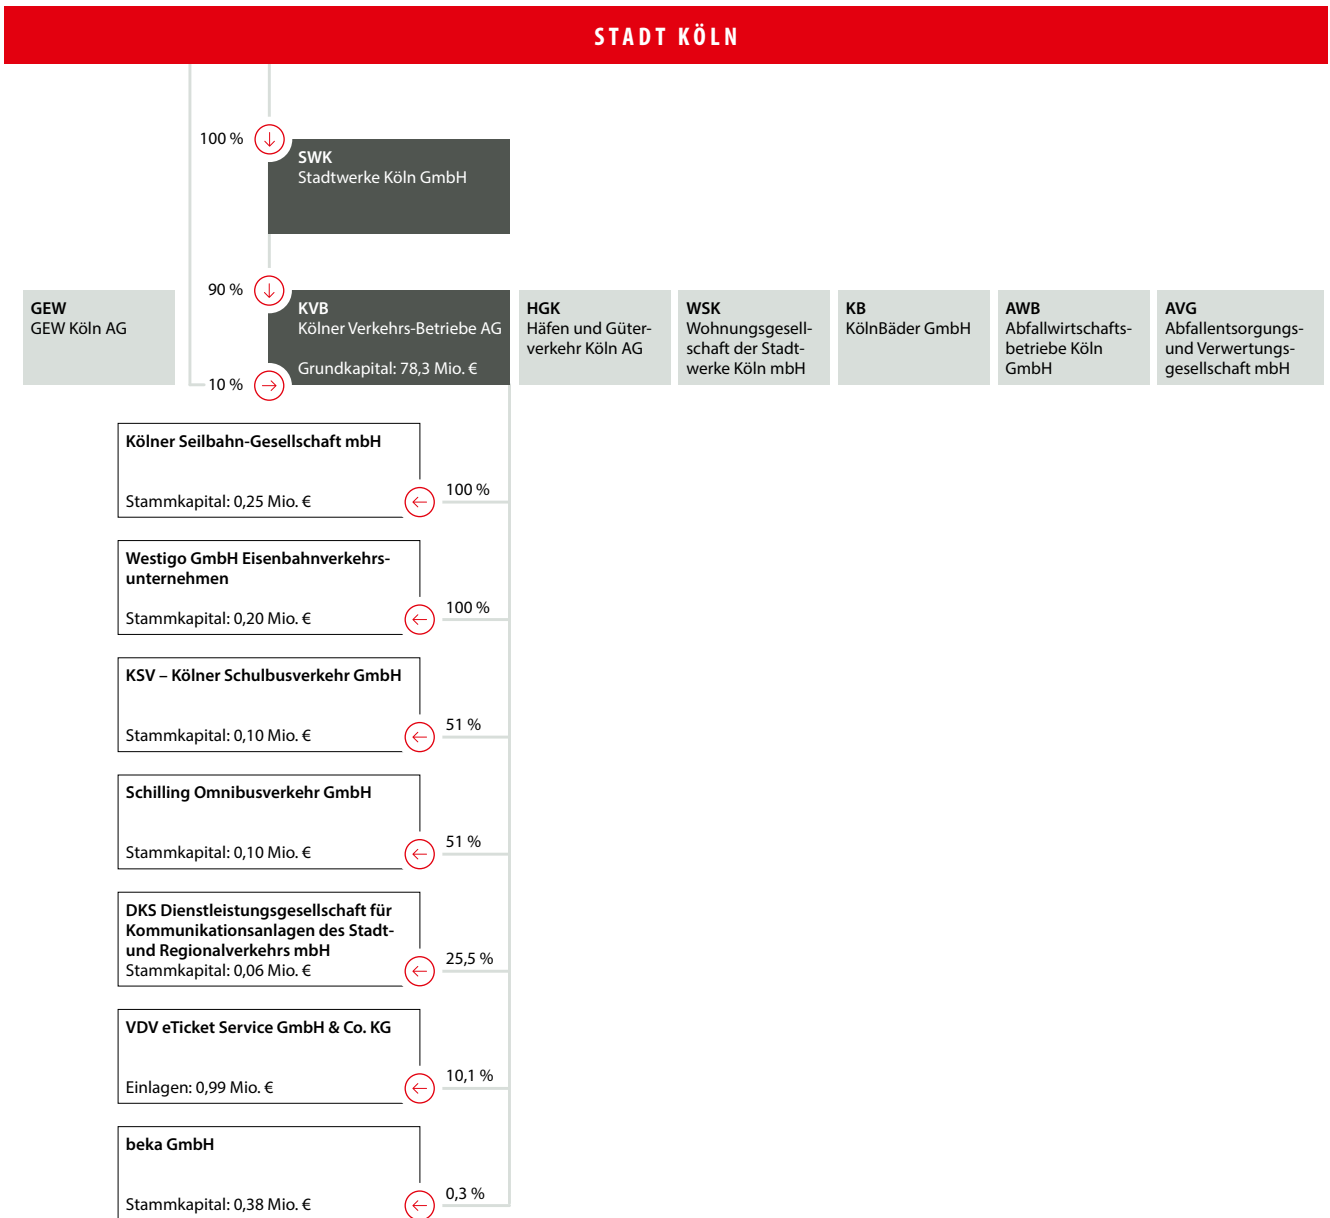 STADT KÖLN
100 %
SWK
Stadtwerke Köln GmbH
90 %
GEW
GEW Köln AG
KVB
Kölner Verkehrs-Betriebe AG
Grundkapital: 78,3 Mio. €
10 %
HGK
Häfen und Güter-
verkehr Köln AG
WSK
Wohnungsgesell-
schaft der Stadt-
werke Köln mbH
KB
KölnBäder GmbH
AWB
Abfallwirtschafts-
betriebe Köln
GmbH
AVG
Abfallentsorgungs-
und Verwertungs-
gesellschaft mbH
Kölner Seilbahn-Gesellschaft mbH
Stammkapital: 0,25 Mio. €
100 %
Westigo GmbH Eisenbahnverkehrs-
unternehmen
Stammkapital: 0,20 Mio. €
100 %
KSV – Kölner Schulbusverkehr GmbH
Stammkapital: 0,10 Mio. €
51 %
Schilling Omnibusverkehr GmbH
Stammkapital: 0,10 Mio. €
51 %
DKS Dienstleistungsgesellschaft für
Kommunikationsanlagen des Stadt-
und Regionalverkehrs mbH
Stammkapital: 0,06 Mio. €
25,5 %
VDV eTicket Service GmbH & Co. KG
Einlagen: 0,99 Mio. €
10,1 %
beka GmbH
Stammkapital: 0,38 Mio. €
0,3 %